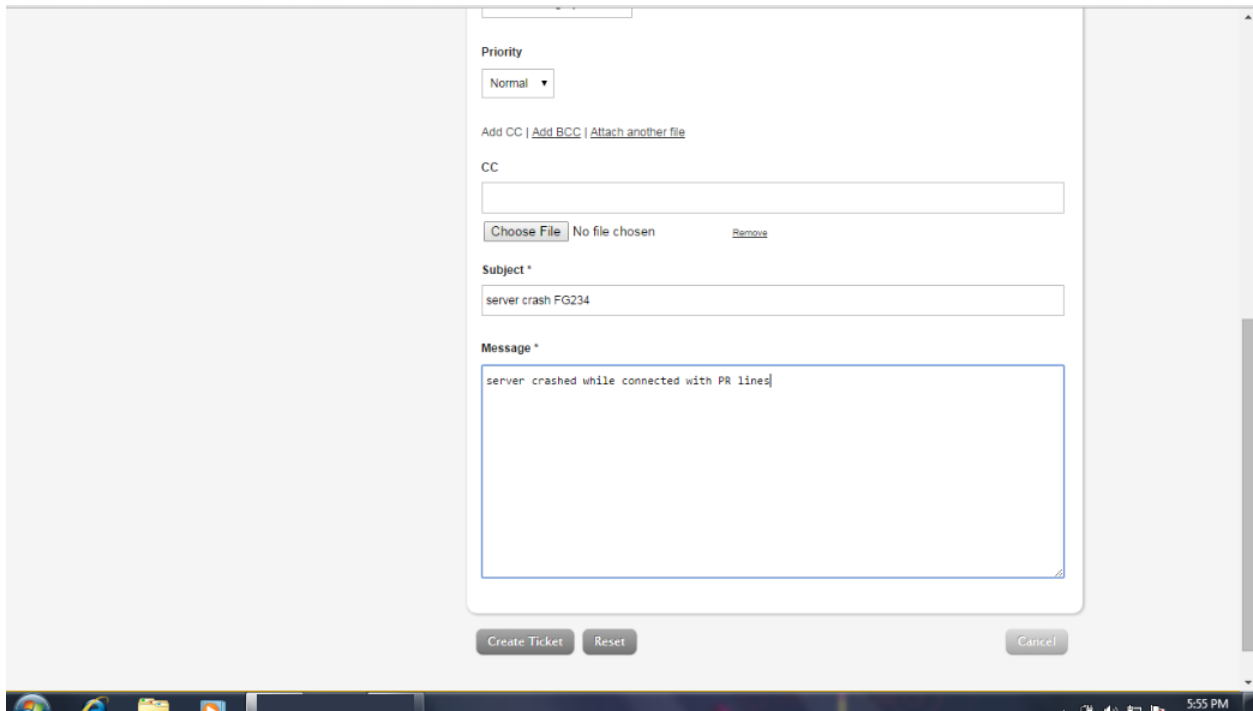 Priority
Normal
Add CC | Add BCC | Attach another file
CC
Choose File No file chosen Remove
Subject *
server crash FG234
Message *
server crashed while connected with PR lines
Create Ticket Reset Cancel
5:55 PM